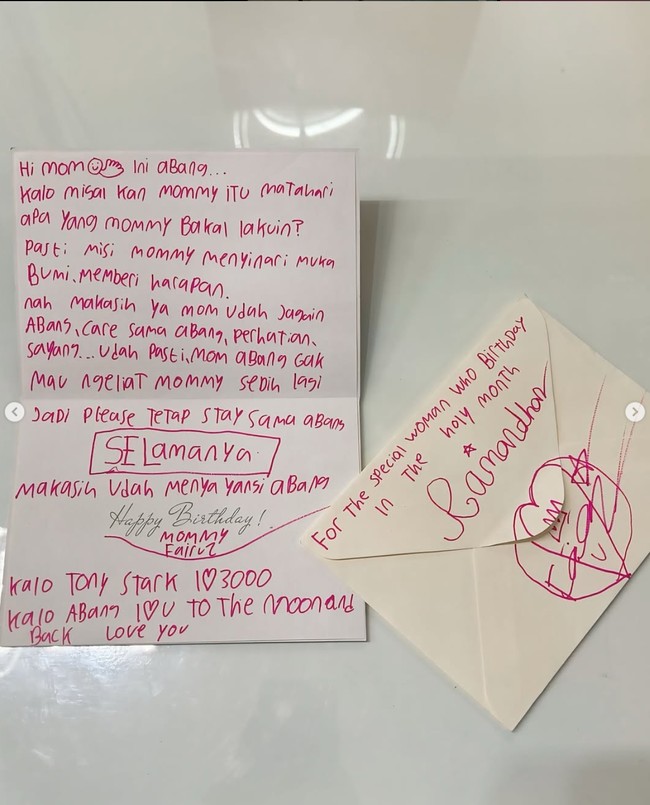 Hi mom ini abang...
Kalo misal kan mommy itu matahari
apa yang mommy bakal lakuin?
pasti misi mommy menyinari muka
Bumi, memberi harapan.
nah makasih ya mom udah jagain
ABang, care sama abang, perhatian,
sayang... udah pasti, mom abang gak
mau ngeliat mommy sedih lagi
Jadi please tetap stay sama abang
SELamanya.
makasih udah menyayangi abang
Happy Birthday!
mommy
Fairuz
Kalo Tony stark I♡3000
Kalo Abang I♡U to The moon and
Back Love you
For the special woman who Birthday
In the holy month
Ramandhan